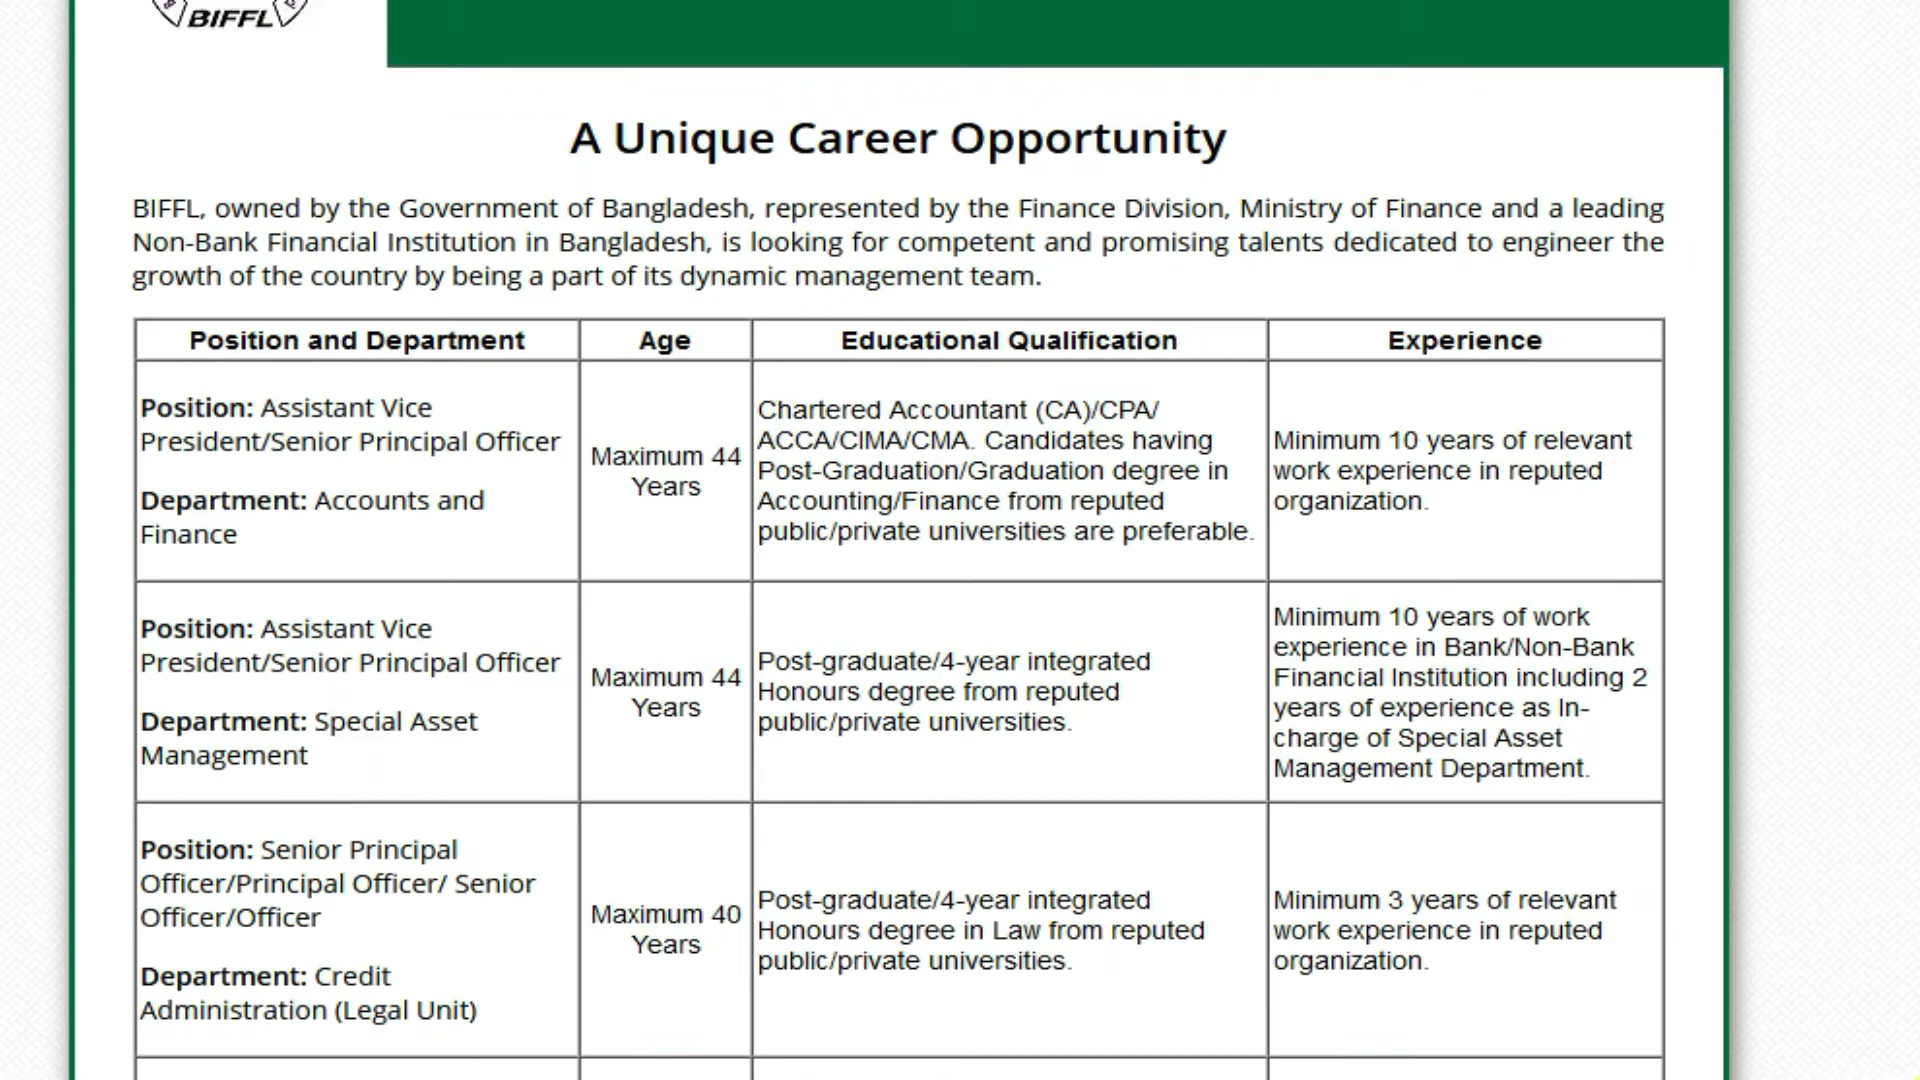 BIFFL
A Unique Career Opportunity
BIFFL, owned by the Government of Bangladesh, represented by the Finance Division, Ministry of Finance and a leading
Non-Bank Financial Institution in Bangladesh, is looking for competent and promising talents dedicated to engineer the
growth of the country by being a part of its dynamic management team.
Position and Department
Age
Educational Qualification
Experience
Position: Assistant Vice
President/Senior Principal Officer
Department: Accounts and
Finance
Maximum 44
Years
Chartered Accountant (CA)/CPA/
ACCA/CIMA/CMA. Candidates having
Post-Graduation/Graduation degree in
Accounting/Finance from reputed
public/private universities are preferable.
Minimum 10 years of relevant
work experience in reputed
organization.
Position: Assistant Vice
President/Senior Principal Officer
Department: Special Asset
Management
Maximum 44
Years
Post-graduate/4-year integrated
Honours degree from reputed
public/private universities.
Minimum 10 years of work
experience in Bank/Non-Bank
Financial Institution including 2
years of experience as In-
charge of Special Asset
Management Department.
Position: Senior Principal
Officer/Principal Officer/ Senior
Officer/Officer
Department: Credit
Administration (Legal Unit)
Maximum 40
Years
Post-graduate/4-year integrated
Honours degree in Law from reputed
public/private universities.
Minimum 3 years of relevant
work experience in reputed
organization.